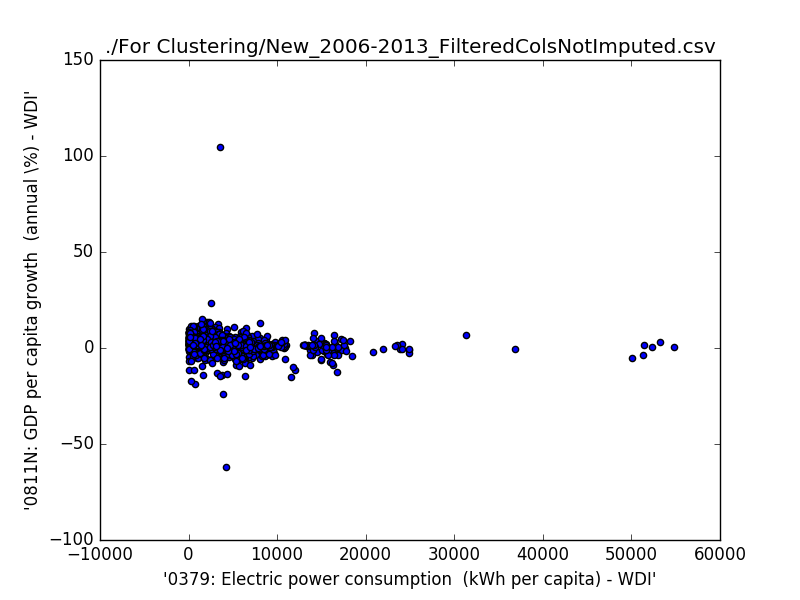 ./For Clustering/New_2006-2013_FilteredColsNotImputed.csv
150
100
50
0
−50
−100
'0811N: GDP per capita growth  (annual \%) - WDI'
−10000 0 10000 20000 30000 40000 50000 60000
'0379: Electric power consumption  (kWh per capita) - WDI'